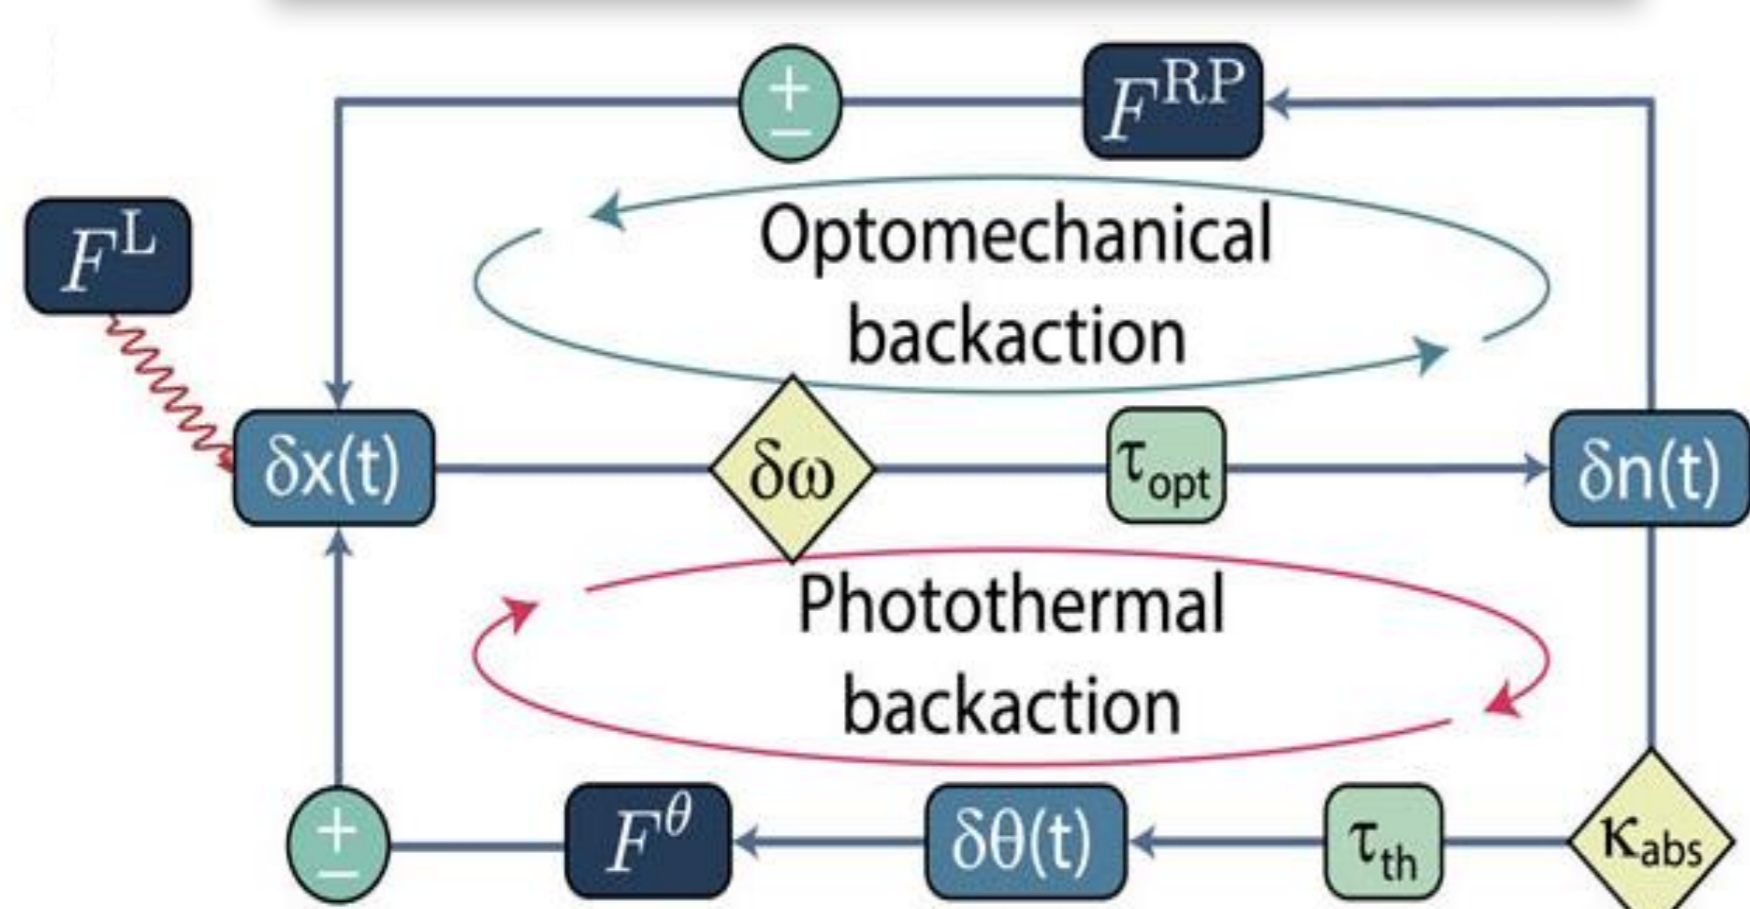 +
−
F^RP
F^L
Optomechanical
backaction
δx(t)
δω
τ_opt
δn(t)
Photothermal
backaction
+
−
F^θ
δθ(t)
τ_th
κ_abs